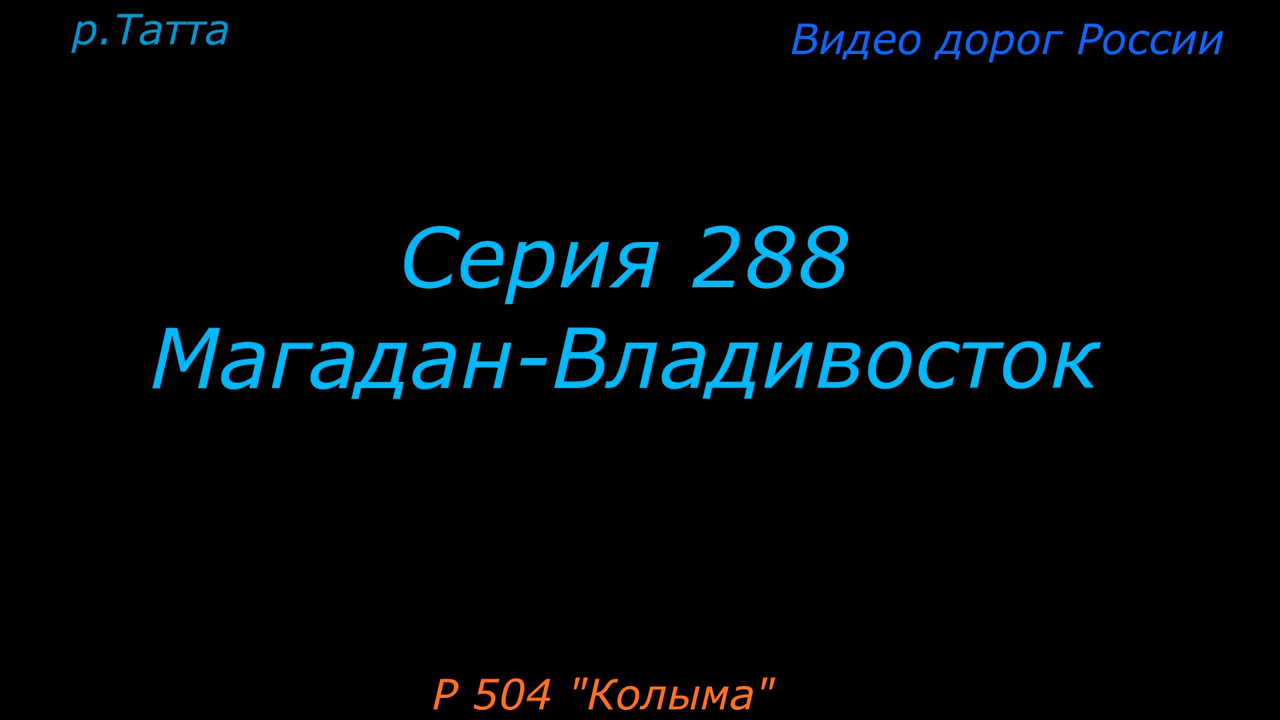 р.Татта
Видео дорог России
Серия 288
Магадан-Владивосток
Р 504 "Колыма"